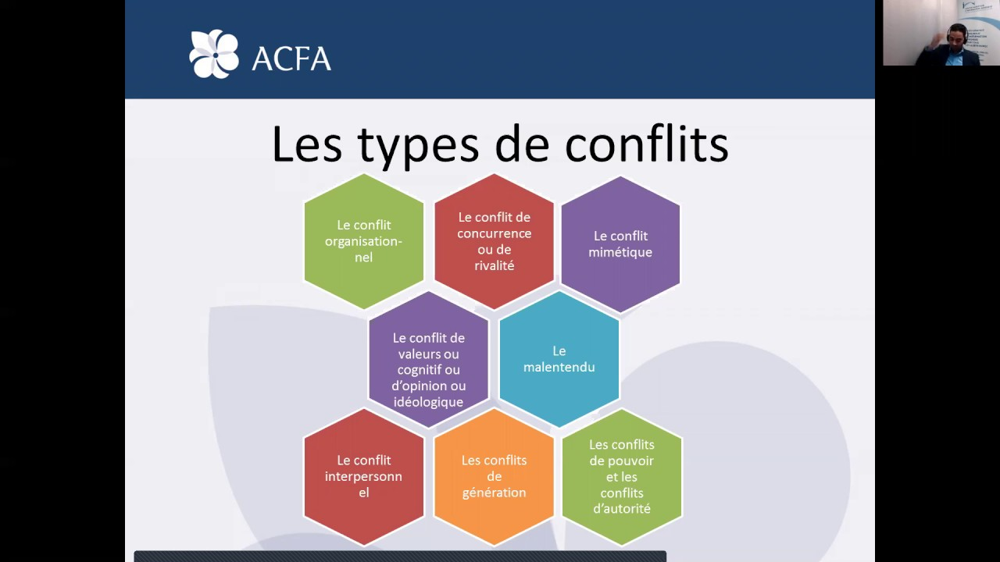 ACFA
Les types de conflits
Le conflit
organisation-
nel
Le conflit de
concurrence
ou de
rivalité
Le conflit
mimétique
Le conflit de
valeurs ou
cognitif ou
d’opinion ou
idéologique
Le
malentendu
Le conflit
interpersonn
el
Les conflits
de
génération
Les conflits
de pouvoir
et les
conflits
d’autorité